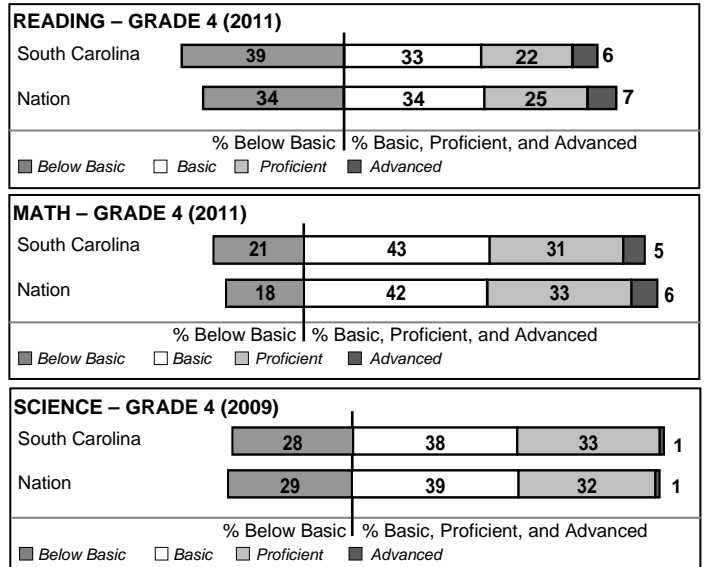 READING – GRADE 4 (2011)
South Carolina 39 33 22 6
Nation 34 34 25 7
% Below Basic % Basic, Proficient, and Advanced
Below Basic Basic Proficient Advanced
MATH – GRADE 4 (2011)
South Carolina 21 43 31 5
Nation 18 42 33 6
% Below Basic % Basic, Proficient, and Advanced
Below Basic Basic Proficient Advanced
SCIENCE – GRADE 4 (2009)
South Carolina 28 38 33 1
Nation 29 39 32 1
% Below Basic % Basic, Proficient, and Advanced
Below Basic Basic Proficient Advanced